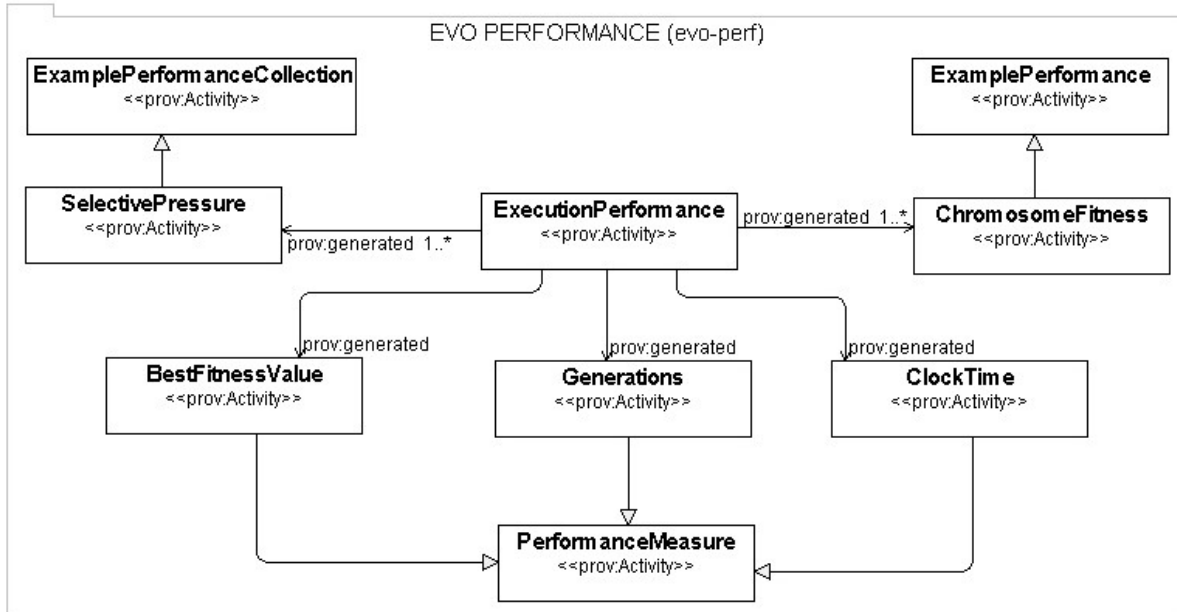 EVO PERFORMANCE (evo-perf)
ExamplePerformanceCollection
<<prov:Activity>>
ExamplePerformance
<<prov:Activity>>
SelectivePressure
<<prov:Activity>>
ExecutionPerformance
<<prov:Activity>>
ChromosomeFitness
<<prov:Activity>>
prov:generated 1..*
prov:generated 1..*
prov:generated
prov:generated
prov:generated
BestFitnessValue
<<prov:Activity>>
Generations
<<prov:Activity>>
ClockTime
<<prov:Activity>>
PerformanceMeasure
<<prov:Activity>>